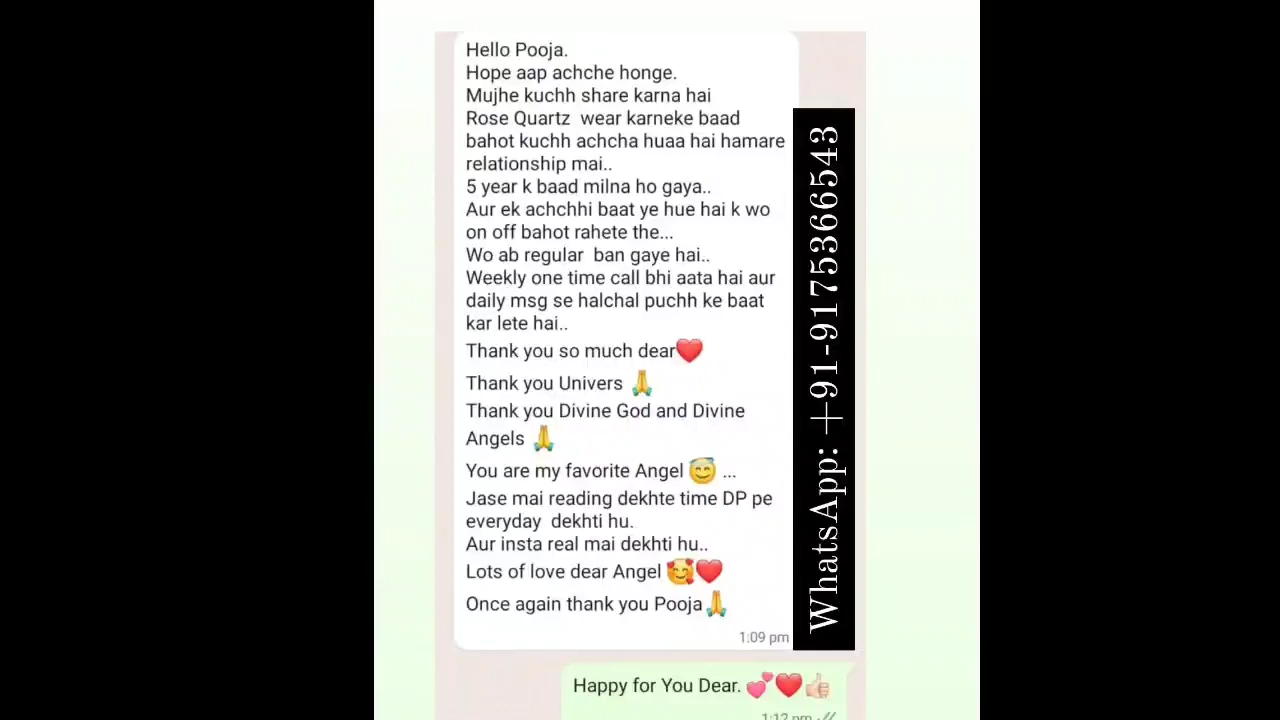 Hello Pooja.
Hope aap achche honge.
Mujhe kuchh share karna hai
Rose Quartz  wear karneke baad
bahot kuchh achcha huaa hai hamare
relationship mai..
5 year k baad milna ho gaya..
Aur ek achchhi baat ye hue hai k wo
on off bahot rahete the...
Wo ab regular  ban gaye hai..
Weekly one time call bhi aata hai aur
daily msg se halchal puchh ke baat
kar lete hai..
Thank you so much dear❤️
Thank you Univers 🙏
Thank you Divine God and Divine
Angels 🙏
You are my favorite Angel 😇 ...
Jase mai reading dekhte time DP pe
everyday  dekhti hu.
Aur insta real mai dekhti hu..
Lots of love dear Angel 🥰❤️
Once again thank you Pooja🙏
1:09 pm
Happy for You Dear. 💕❤️👍🏻
1:12 pm
WhatsApp: +91-9175366543